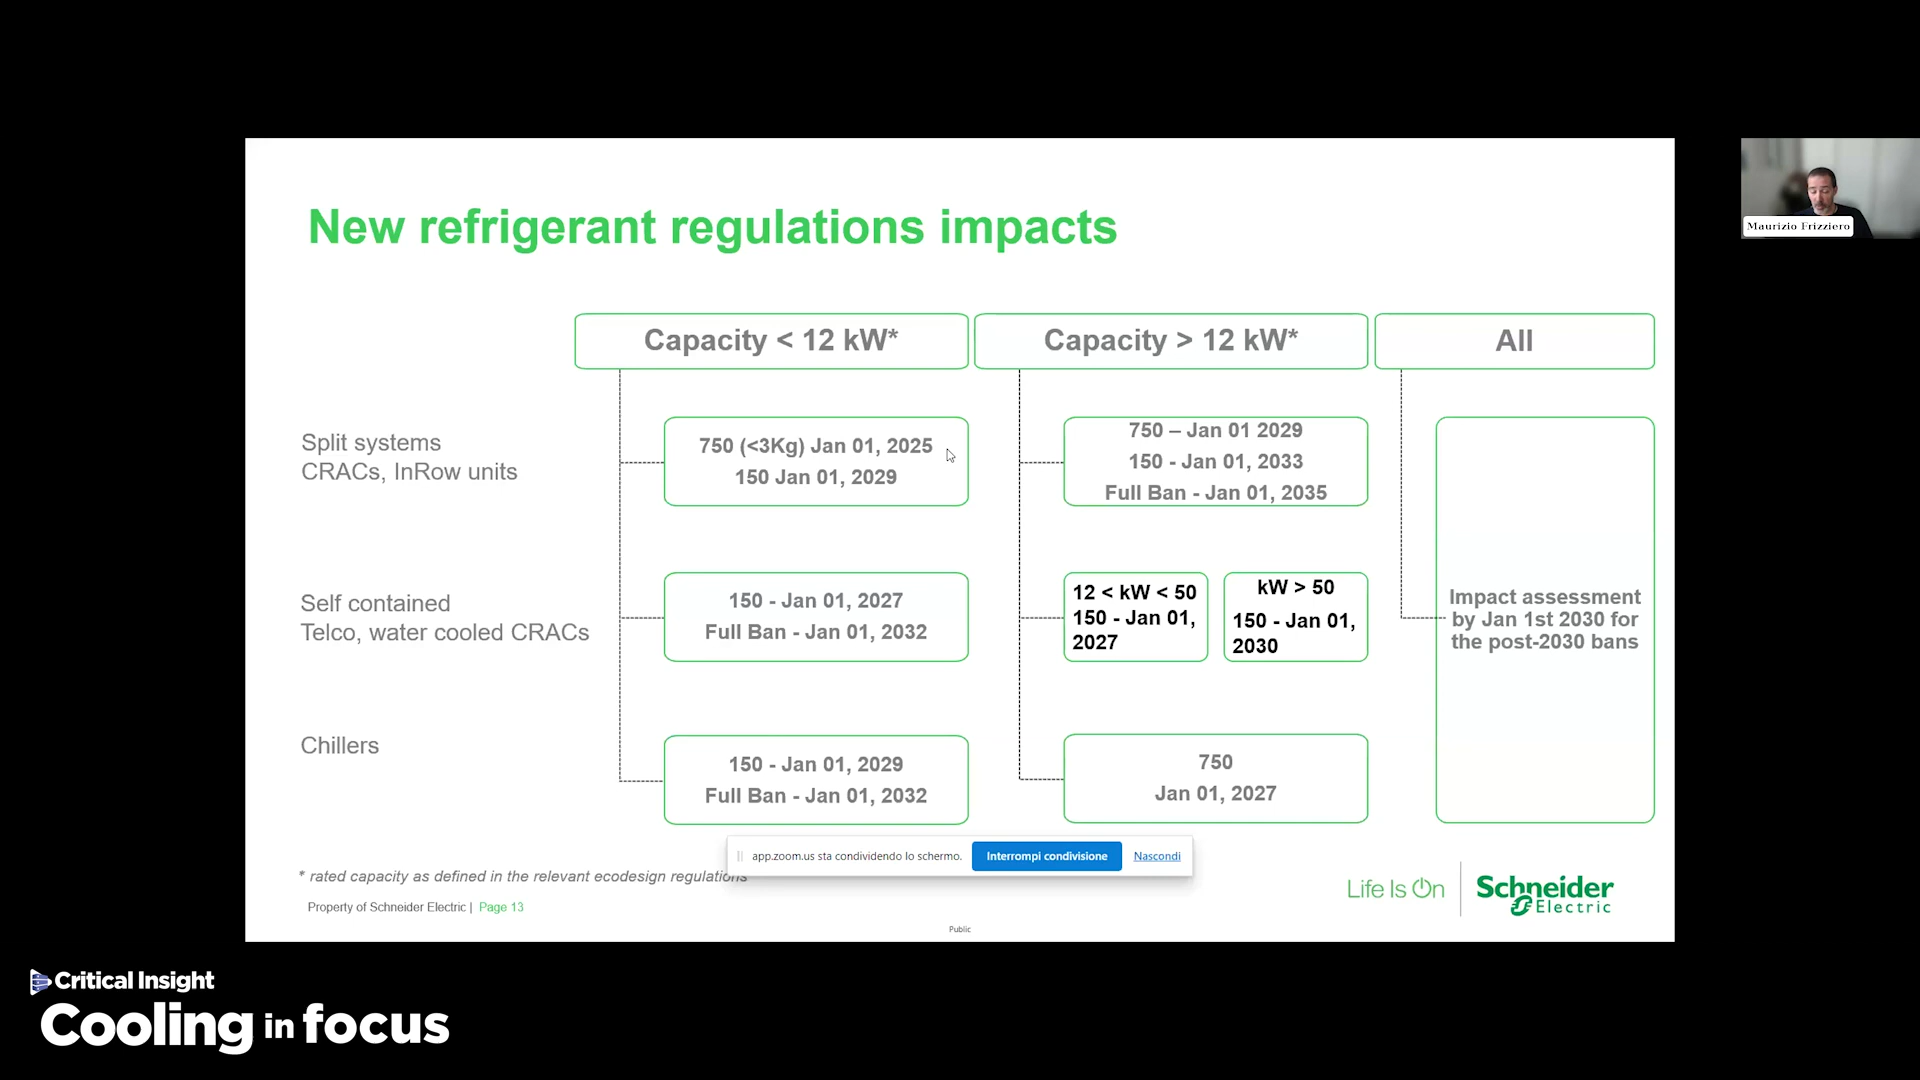 New refrigerant regulations impacts
Capacity < 12 kW*
Capacity > 12 kW*
All
Split systems
CRACs, InRow units
750 (<3Kg) Jan 01, 2025
150 Jan 01, 2029
750 – Jan 01 2029
150 - Jan 01, 2033
Full Ban - Jan 01, 2035
Self contained
Telco, water cooled CRACs
150 - Jan 01, 2027
Full Ban - Jan 01, 2032
12 < kW < 50
150 - Jan 01,
2027
kW > 50
150 - Jan 01,
2030
Impact assessment
by Jan 1st 2030 for
the post-2030 bans
Chillers
150 - Jan 01, 2029
Full Ban - Jan 01, 2032
750
Jan 01, 2027
app.zoom.us sta condividendo lo schermo.
Interrompi condivisione
Nascondi
* rated capacity as defined in the relevant ecodesign regulations
Property of Schneider Electric | Page 13
Public
Life Is On
Schneider
Electric
Maurizio Frizziero
Critical Insight
Cooling in focus